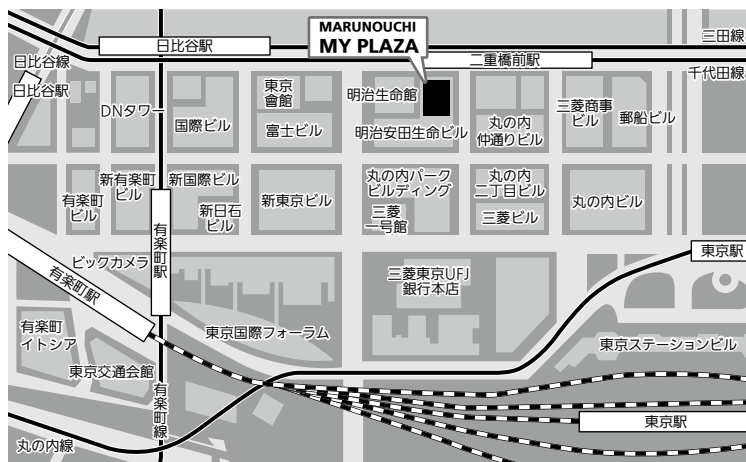 MARUNOUCHI
MY PLAZA
三田線
日比谷駅
二重橋前駅
日比谷線
千代田線
日比谷駅
東京
會館
明治生命館
DNタワー
国際ビル
富士ビル
明治安田生命ビル
丸の内
仲通りビル
三菱商事
ビル
郵船ビル
有楽町
ビル
新有楽町
ビル
新国際ビル
新日石
ビル
新東京ビル
丸の内パーク
ビルディング
三菱
一号館
丸の内
二丁目ビル
三菱ビル
丸の内ビル
有楽町駅
東京駅
ビックカメラ
有楽町駅
三菱東京UFJ
銀行本店
有楽町
イトシア
東京国際フォーラム
東京ステーションビル
東京交通会館
有楽町線
東京駅
丸の内線